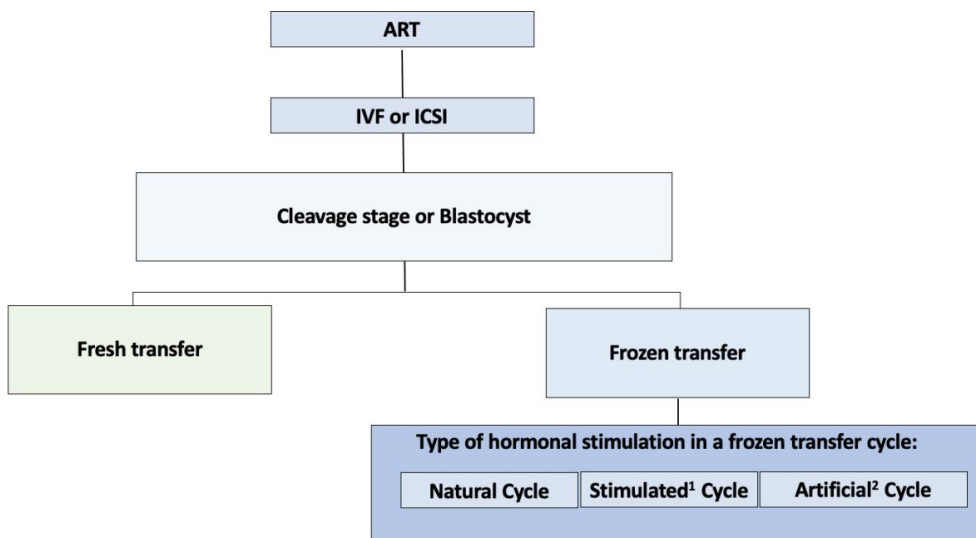 ART
IVF or ICSI
Cleavage stage or Blastocyst
Fresh transfer
Frozen transfer
Type of hormonal stimulation in a frozen transfer cycle:
Natural Cycle
Stimulated¹ Cycle
Artificial² Cycle